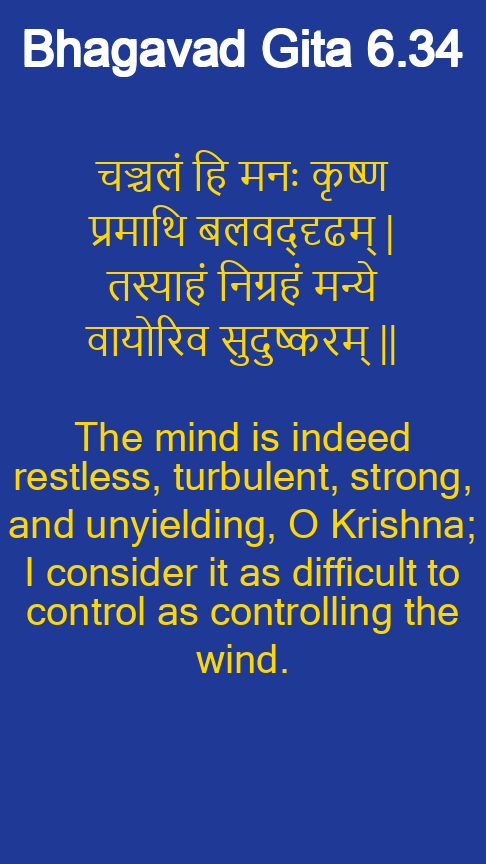 Bhagavad Gita 6.34
चञ्चलं हि मनः कृष्ण
प्रमाथि बलवद्दृढम् |
तस्याहं निग्रहं मन्ये
वायोरिव सुदुष्करम् ||
The mind is indeed
restless, turbulent, strong,
and unyielding, O Krishna;
I consider it as difficult to
control as controlling the
wind.